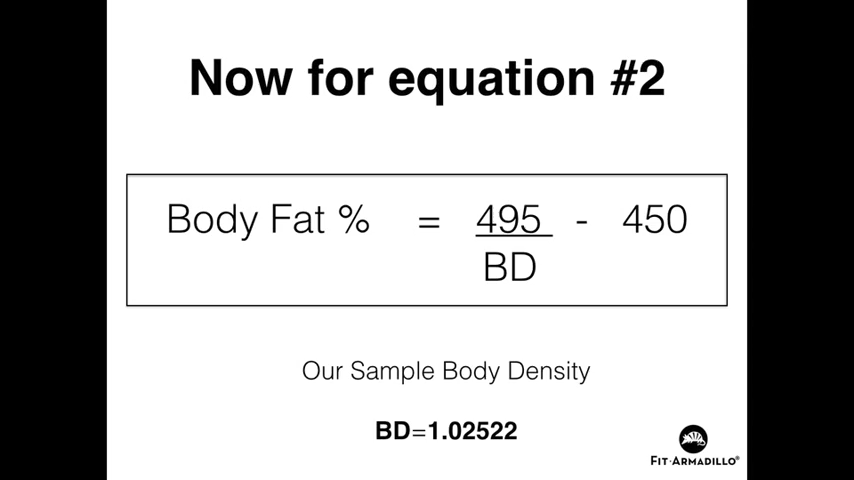 Now for equation #2
Body Fat % = 495 - 450
BD
Our Sample Body Density
BD=1.02522
FIT·ARMADILLO®